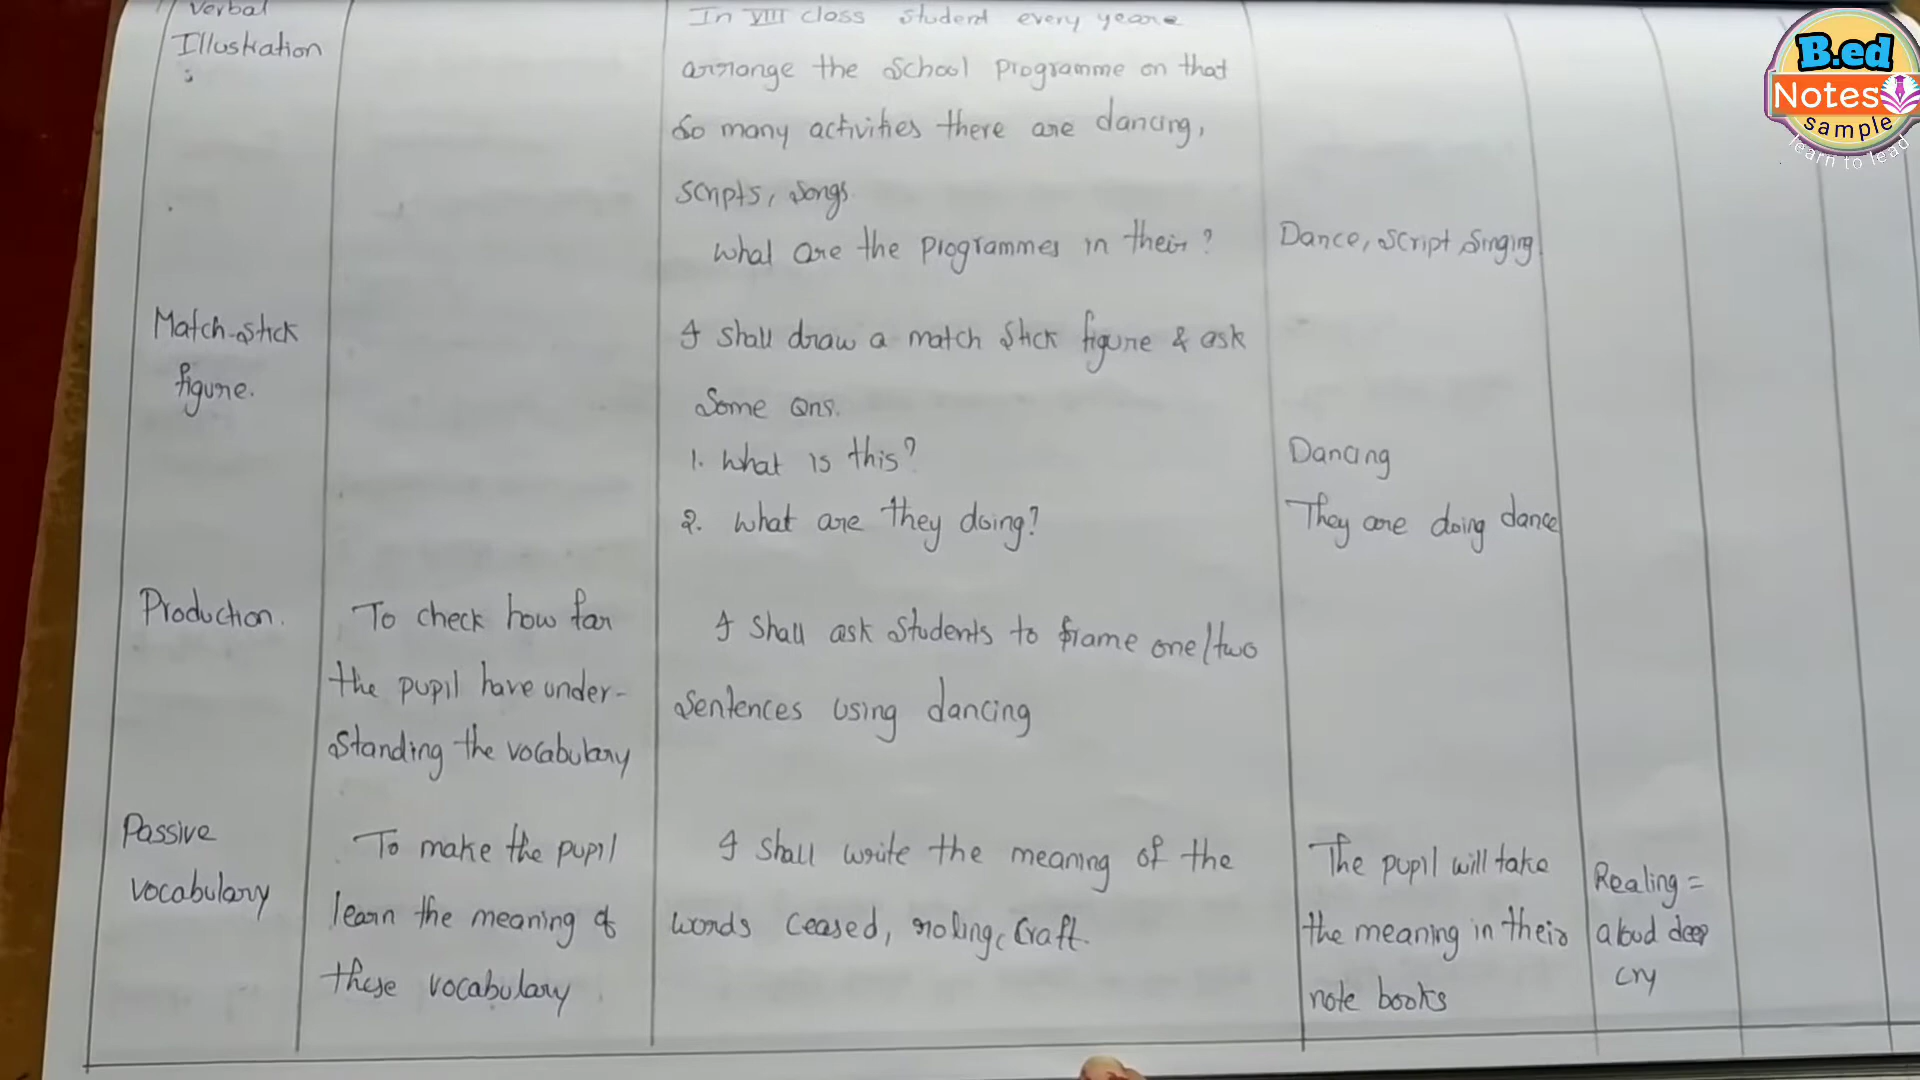 Verbal
Illustration
:
In VIII class student every yeare
arrange the school programme on that
so many activities there are dancing,
scripts, songs.
what are the programmes in their?
Dance, script, singing
Match-stick
figure.
I shall draw a match stick figure & ask
some Qns.
1. What is this?
Dancing
2. What are they doing?
They are doing dance
Production.
To check how far
the pupil have under-
standing the vocabulary
I shall ask students to frame one/two
sentences using dancing
Passive
vocabulary
To make the pupil
learn the meaning of
these vocabulary
I shall write the meaning of the
words ceased, roling, craft.
The pupil will take
the meaning in their
note books
Realing =
a loud deep
cry
B.ed
Notes
sample
learn to lead